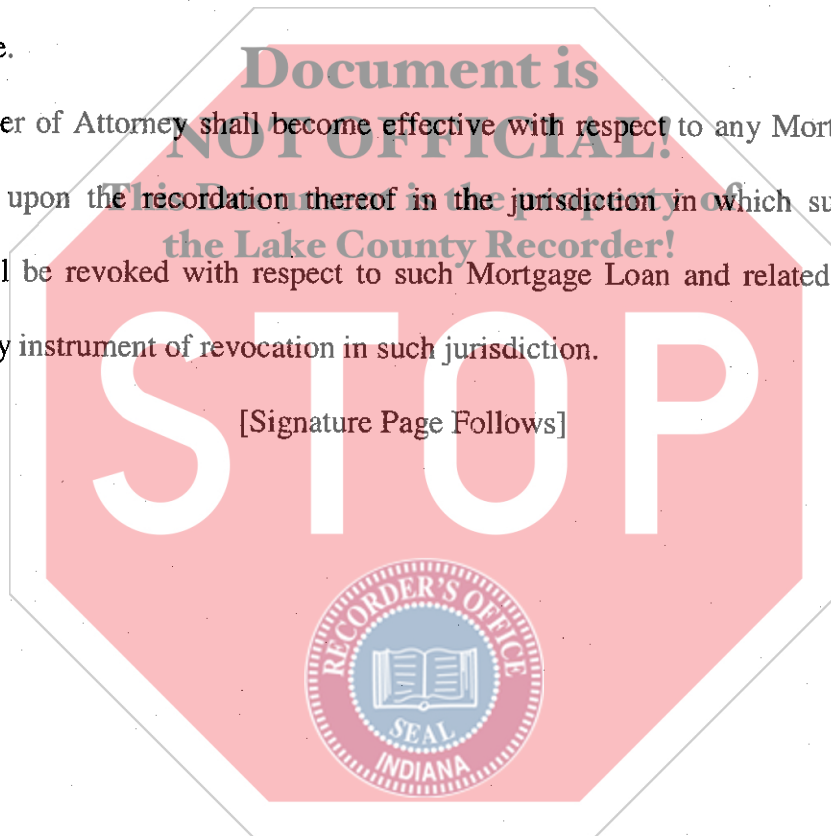 e.
Document is
er of Attorney shall become effective with respect to any Mort
NOT OFFICIAL!
upon the recordation thereof in the jurisdiction in which su
This Document is the property of
the Lake County Recorder!
l be revoked with respect to such Mortgage Loan and related
y instrument of revocation in such jurisdiction.
STOP
[Signature Page Follows]
RECORDER'S OFFICE
SEAL
INDIANA